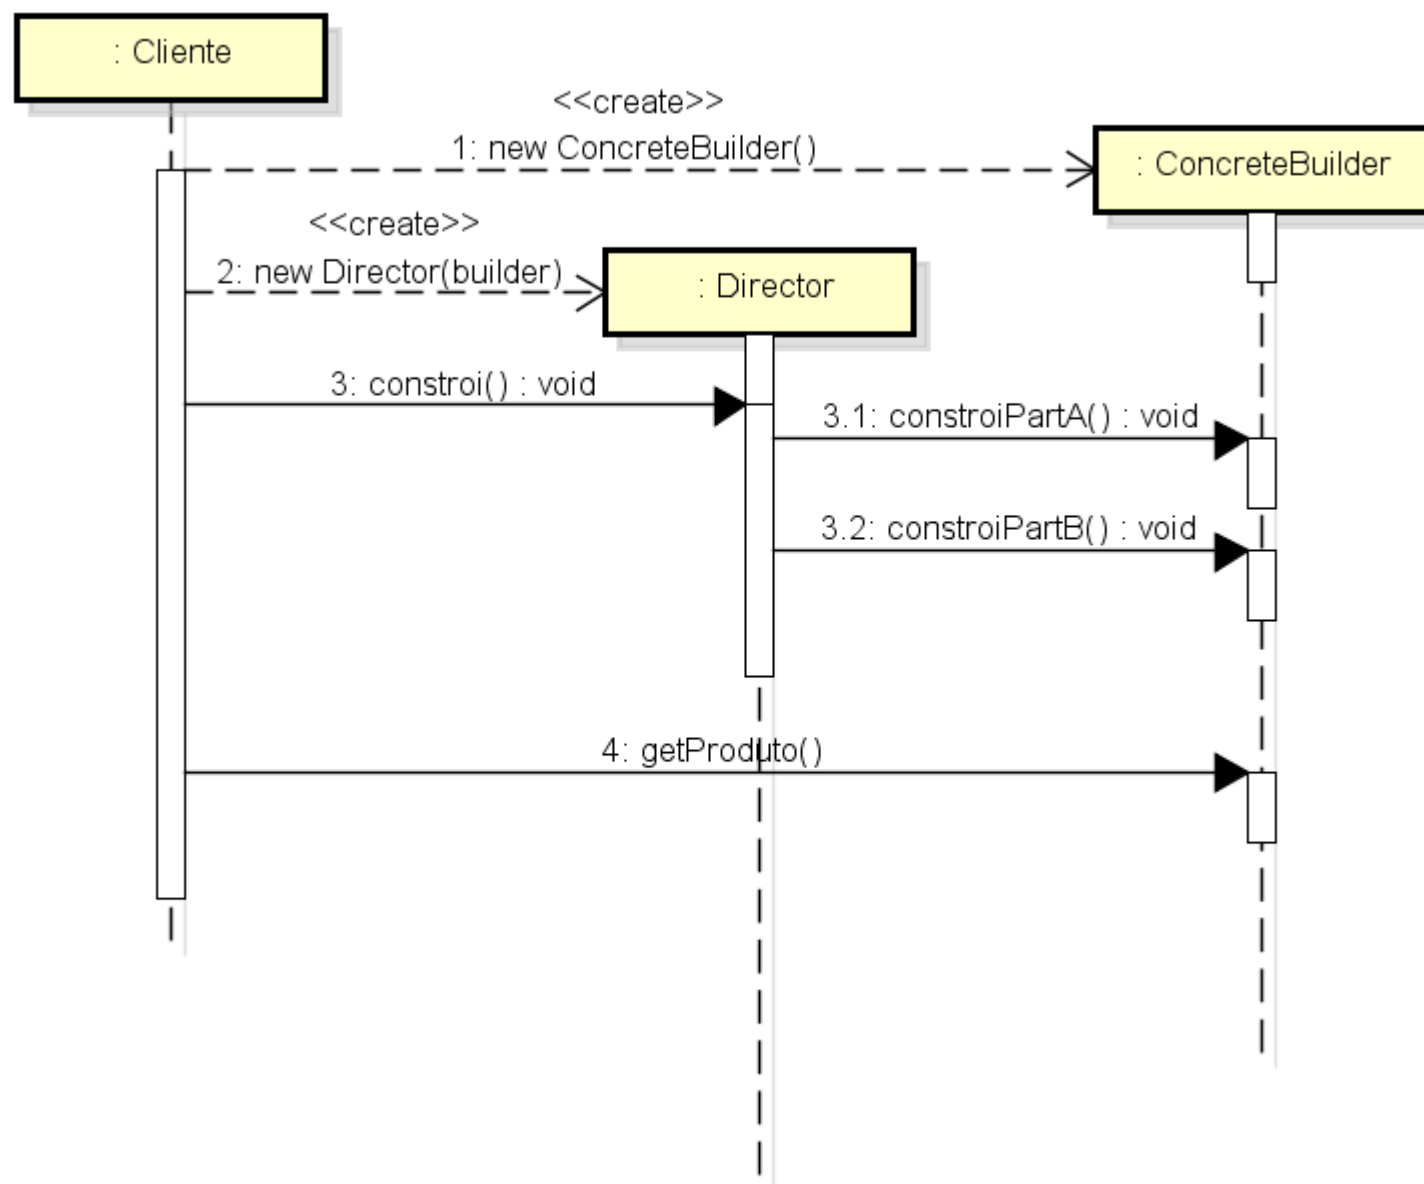 : Cliente
<<create>>
1: new ConcreteBuilder()
: ConcreteBuilder
<<create>>
2: new Director(builder)
: Director
3: constroi() : void
3.1: constroiPartA() : void
3.2: constroiPartB() : void
4: getProduto()